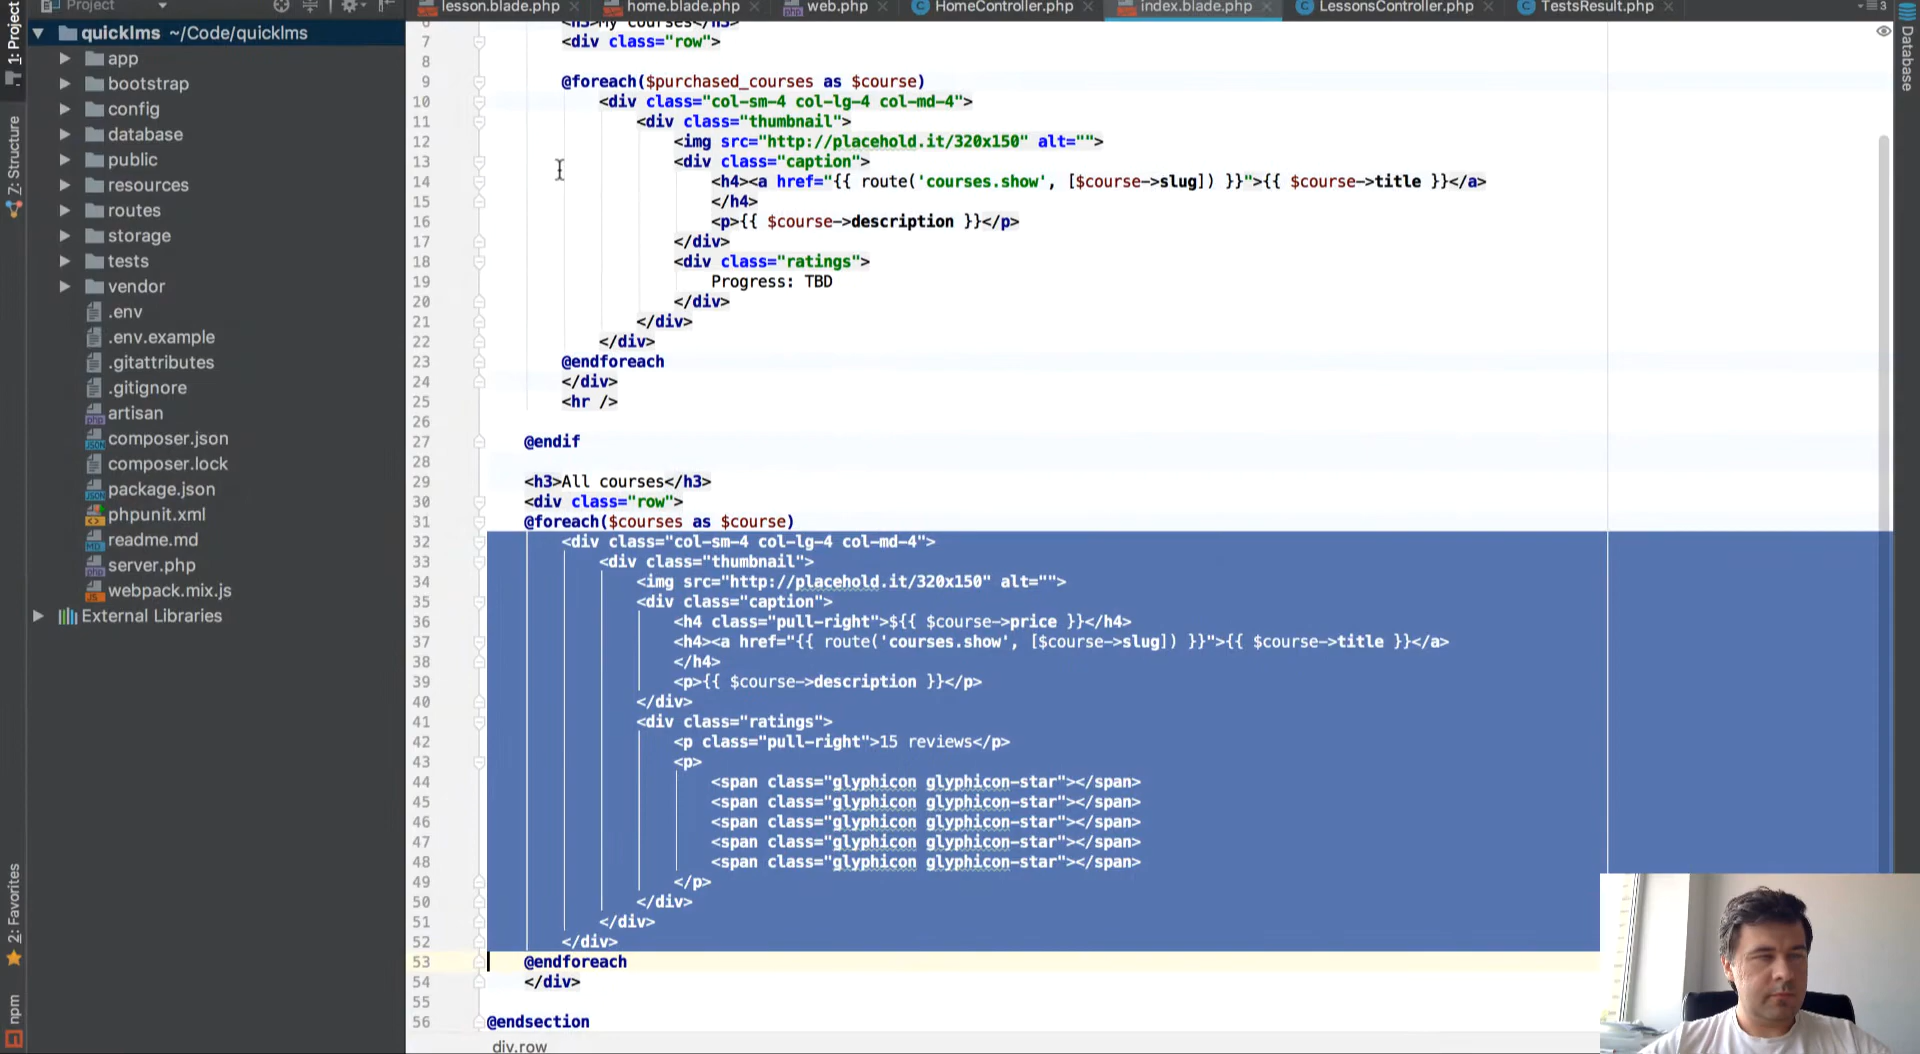 Project
lesson.blade.php
home.blade.php
web.php
HomeController.php
index.blade.php
LessonsController.php
TestsResult.php
3
1: Project
7: Structure
2: Favorites
npm
Database
quicklms ~/Code/quicklms
app
bootstrap
config
database
public
resources
routes
storage
tests
vendor
.env
.env.example
.gitattributes
.gitignore
artisan
composer.json
composer.lock
package.json
phpunit.xml
readme.md
server.php
webpack.mix.js
External Libraries
6 <h3>My courses</h3>
7 <div class="row">
8
9 @foreach($purchased_courses as $course)
10 <div class="col-sm-4 col-lg-4 col-md-4">
11 <div class="thumbnail">
12 <img src="http://placehold.it/320x150" alt="">
13 <div class="caption">
14 <h4><a href="{{ route('courses.show', [$course->slug]) }}">{{ $course->title }}</a>
15 </h4>
16 <p>{{ $course->description }}</p>
17 </div>
18 <div class="ratings">
19 Progress: TBD
20 </div>
21 </div>
22 </div>
23 @endforeach
24 </div>
25 <hr />
26
27 @endif
28
29 <h3>All courses</h3>
30 <div class="row">
31 @foreach($courses as $course)
32 <div class="col-sm-4 col-lg-4 col-md-4">
33 <div class="thumbnail">
34 <img src="http://placehold.it/320x150" alt="">
35 <div class="caption">
36 <h4 class="pull-right">${{ $course->price }}</h4>
37 <h4><a href="{{ route('courses.show', [$course->slug]) }}">{{ $course->title }}</a>
38 </h4>
39 <p>{{ $course->description }}</p>
40 </div>
41 <div class="ratings">
42 <p class="pull-right">15 reviews</p>
43 <p>
44 <span class="glyphicon glyphicon-star"></span>
45 <span class="glyphicon glyphicon-star"></span>
46 <span class="glyphicon glyphicon-star"></span>
47 <span class="glyphicon glyphicon-star"></span>
48 <span class="glyphicon glyphicon-star"></span>
49 </p>
50 </div>
51 </div>
52 </div>
53 @endforeach
54 </div>
55
56 @endsection
div.row